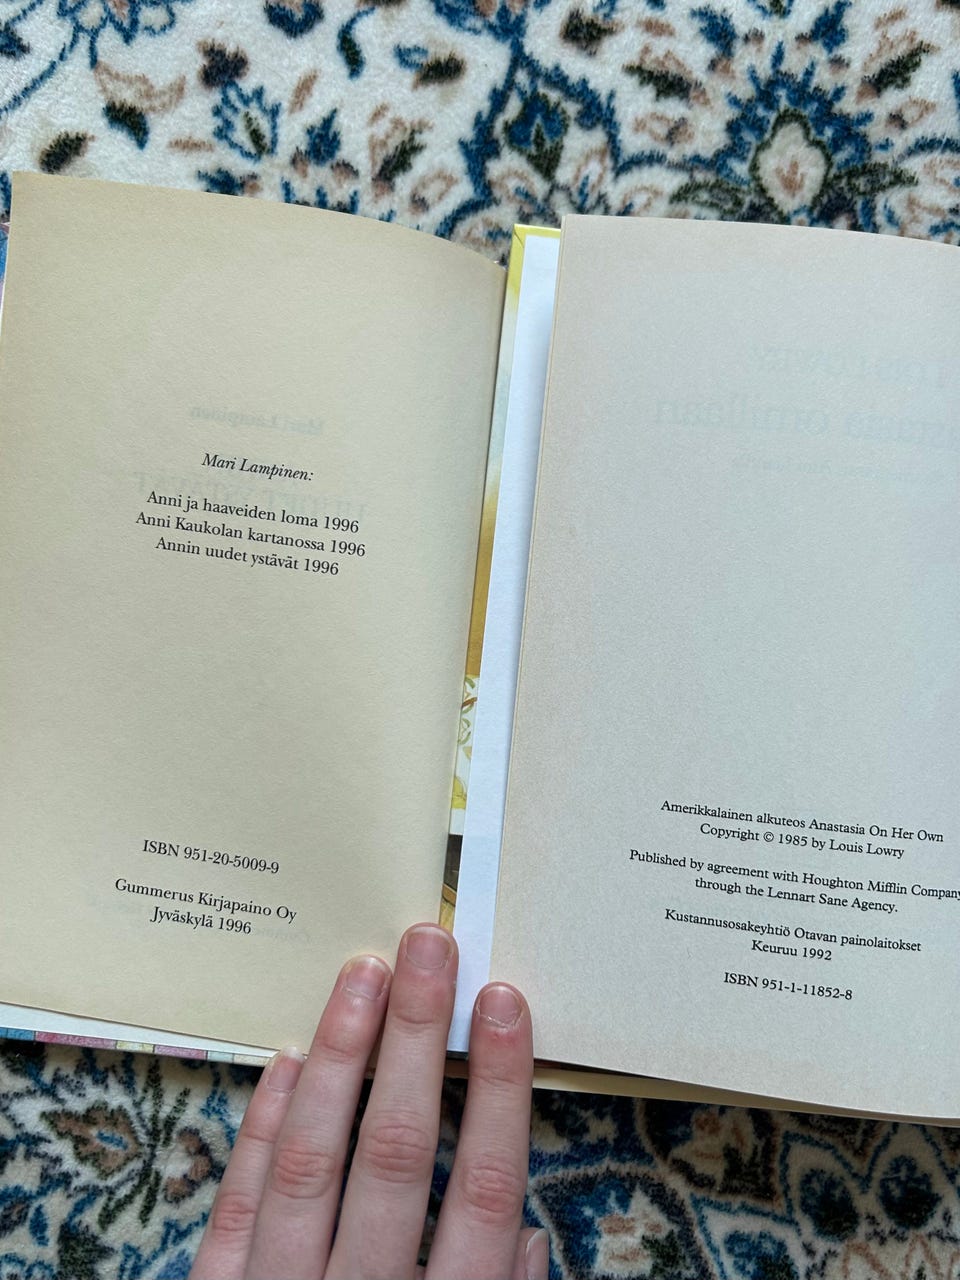 Mari Lampinen:
Anni ja haaveiden loma 1996
Anni Kaukolan kartanossa 1996
Annin uudet ystävät 1996
ISBN 951-20-5009-9
Gummerus Kirjapaino Oy
Jyväskylä 1996
Amerikkalainen alkuteos Anastasia On Her Own
Copyright © 1985 by Louis Lowry
Published by agreement with Houghton Mifflin Company
through the Lennart Sane Agency.
Kustannusosakeyhtiö Otavan painolaitokset
Keuruu 1992
ISBN 951-1-11852-8